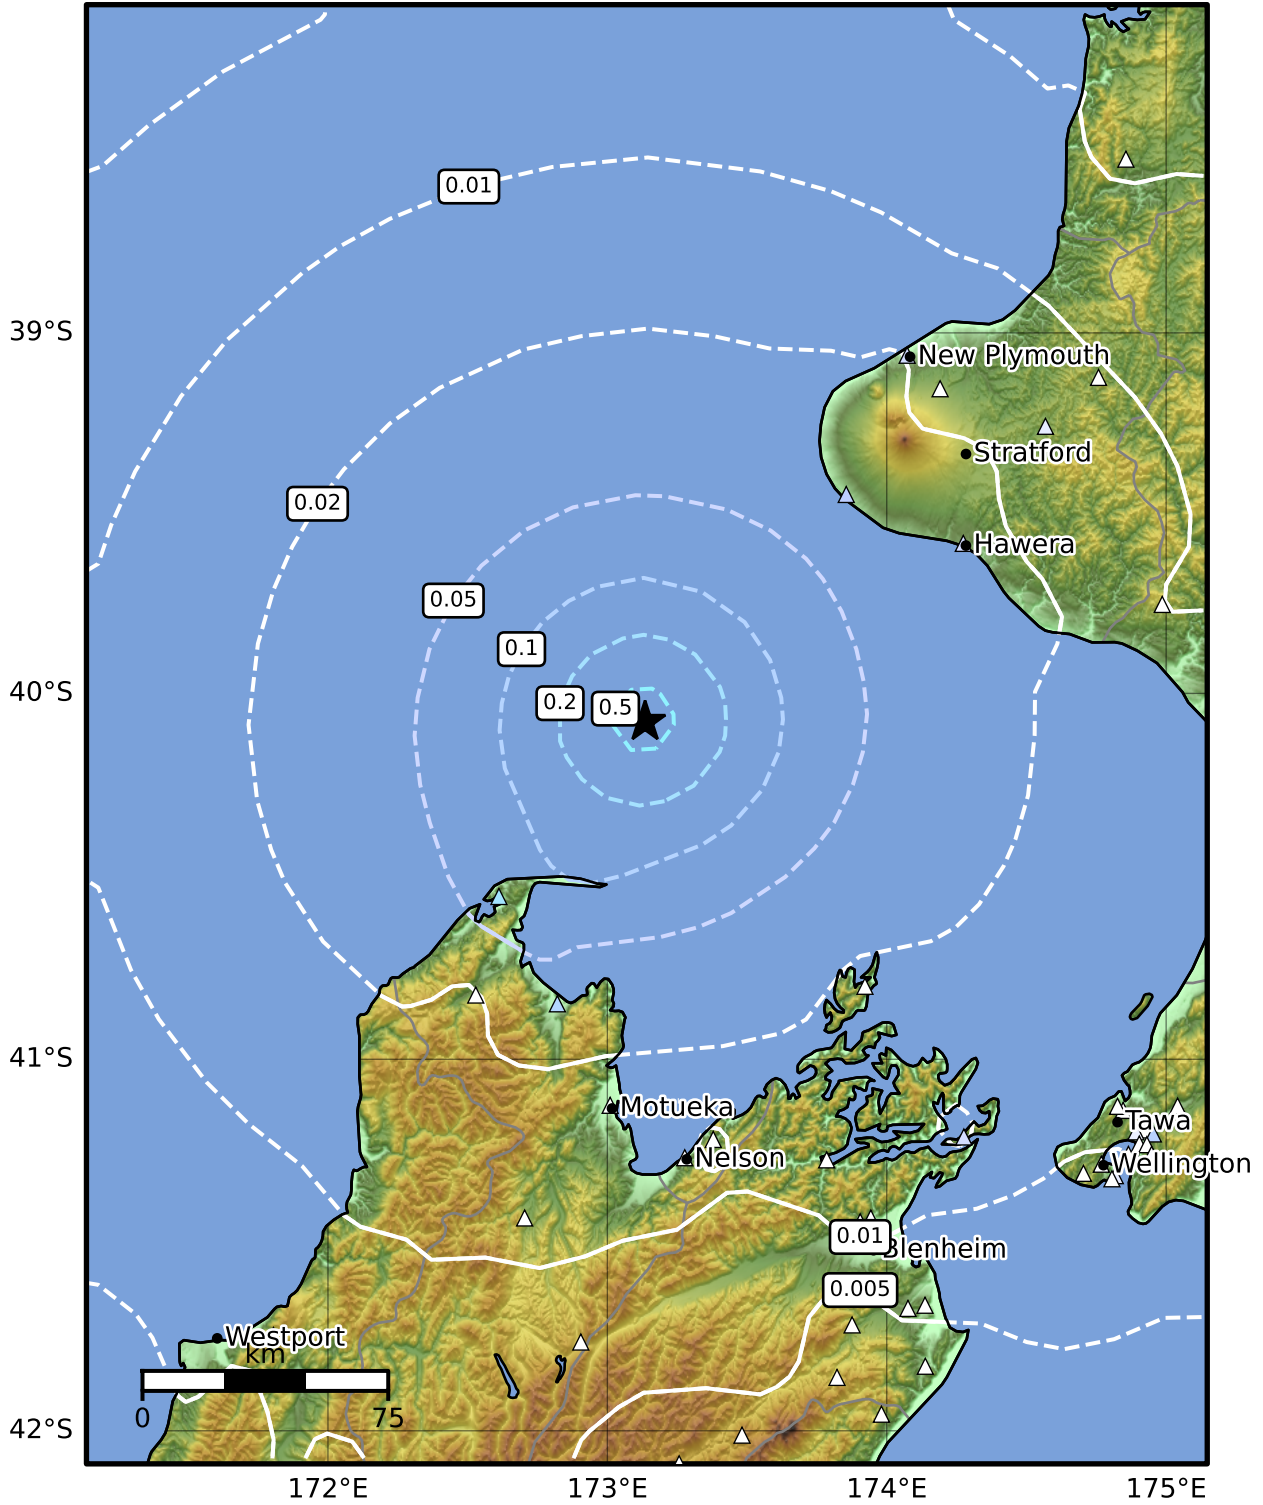 0.01
39°S
New Plymouth
Stratford
0.02
Hawera
0.05
0.1
40°S
0.2
0.5
41°S
Motueka
Tawa
Nelson
Wellington
0.01
Blenheim
0.005
Westport
km
0
75
42°S
172°E
173°E
174°E
175°E